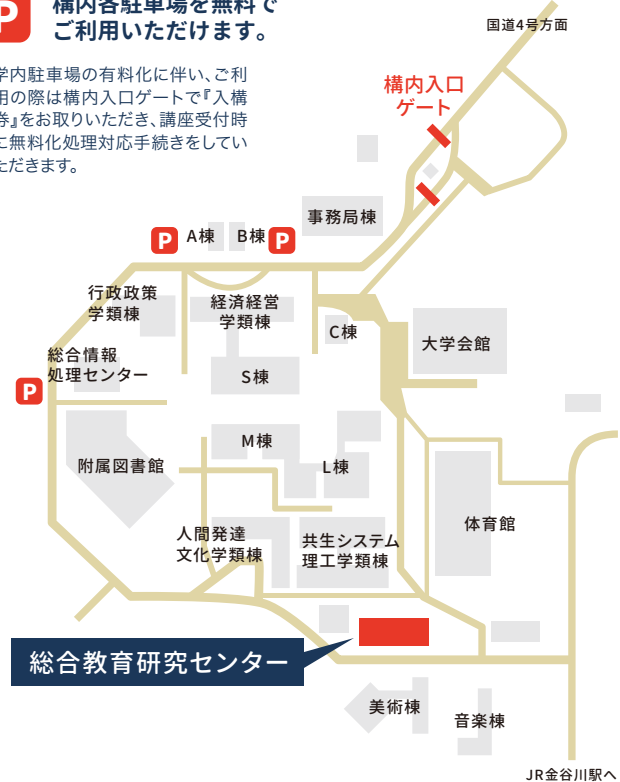 P
構内各駐車場を無料で
ご利用いただけます。
学内駐車場の有料化に伴い、ご利
用の際は構内入口ゲートで『入構
券』をお取りいただき、講座受付時
に無料化処理対応手続きをしてい
ただきます。
国道4号方面
構内入口
ゲート
事務局棟
P A棟 B棟 P
行政政策
学類棟
経済経営
学類棟
C棟
大学会館
総合情報
処理センター
P
S棟
M棟
L棟
附属図書館
体育館
人間発達
文化学類棟
共生システム
理工学類棟
総合教育研究センター
美術棟
音楽棟
JR金谷川駅へ